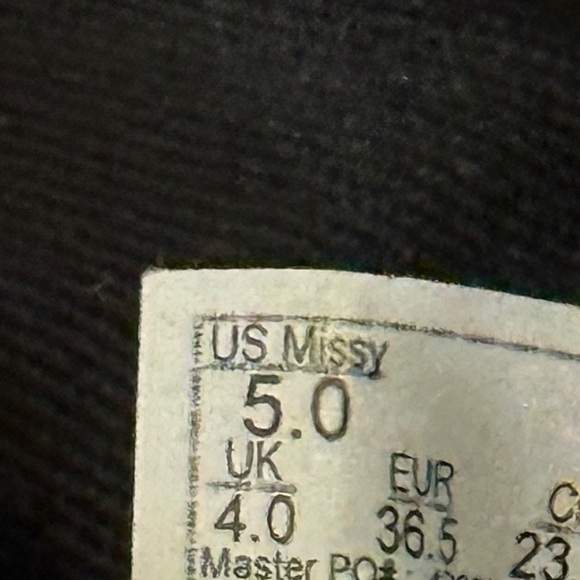 US Missy
5.0
UK EUR
4.0 36.5 23
Master PO#